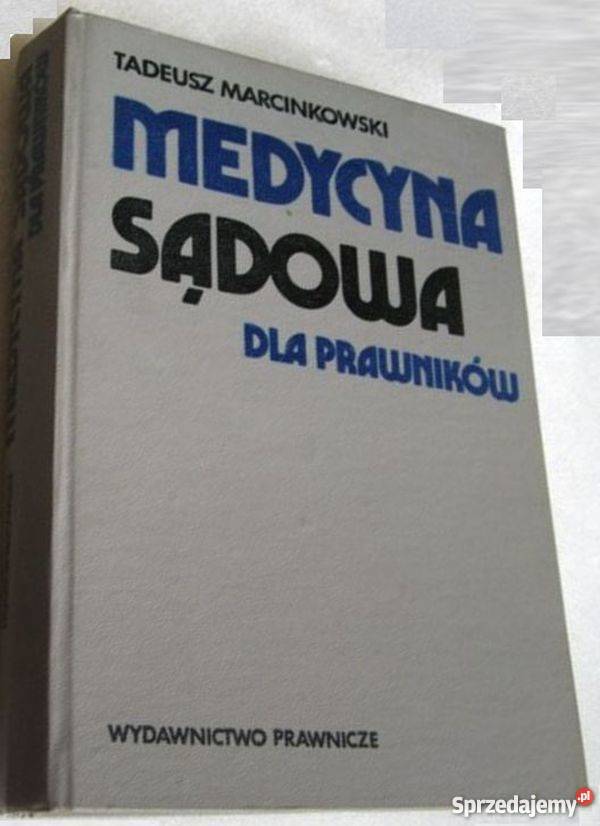 TADEUSZ MARCINKOWSKI
MEDYCYNA
SĄDOWA
DLA PRAWNIKÓW
WYDAWNICTWO PRAWNICZE
Sprzedajemy.pl